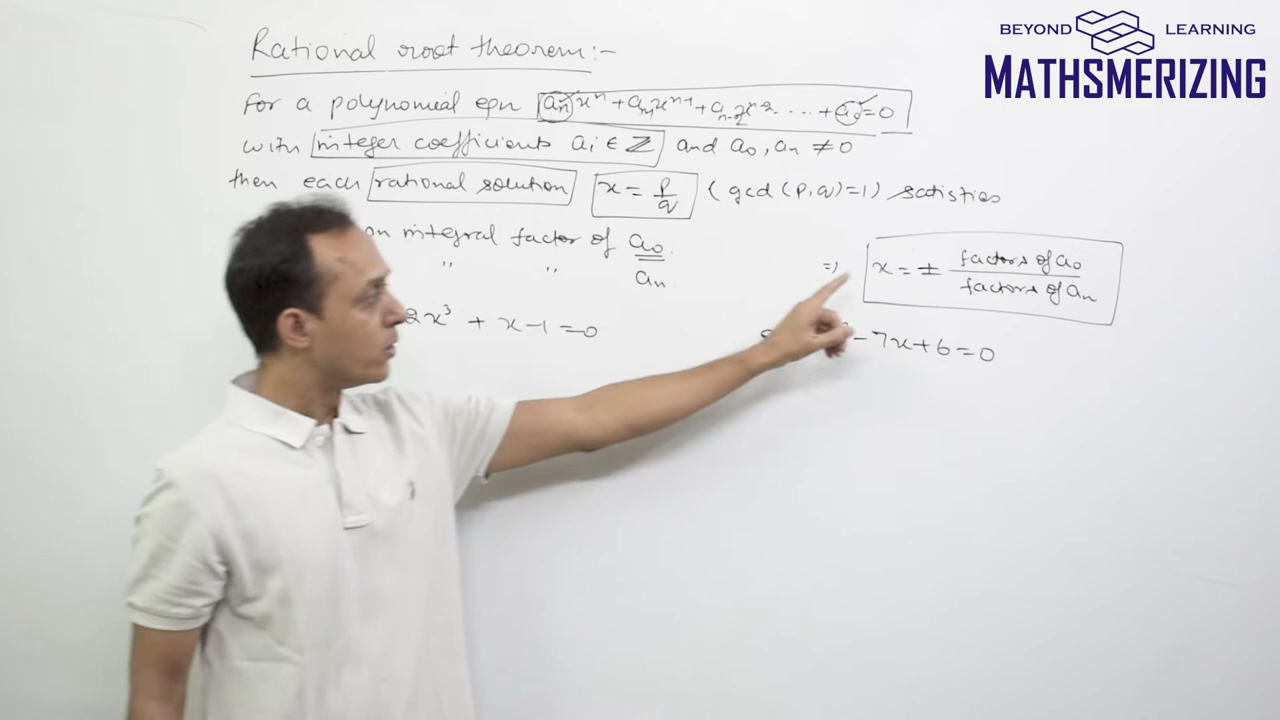 BEYOND LEARNING
MATHSMERIZING
Rational root theorem:-
For a polynomial eqn aₙxⁿ + aₙ₋₁xⁿ⁻¹ + aₙ₋₂xⁿ⁻² .... + a₀ = 0
with integer coefficients aᵢ ∈ ℤ and a₀, aₙ ≠ 0
then each rational solution x = p/q (gcd (p,q)=1) satisfies
an integral factor of a₀.
" " aₙ.
⇒ x = ± factors of a₀ / factors of aₙ
2x³ + x - 1 = 0
- 7x + 6 = 0